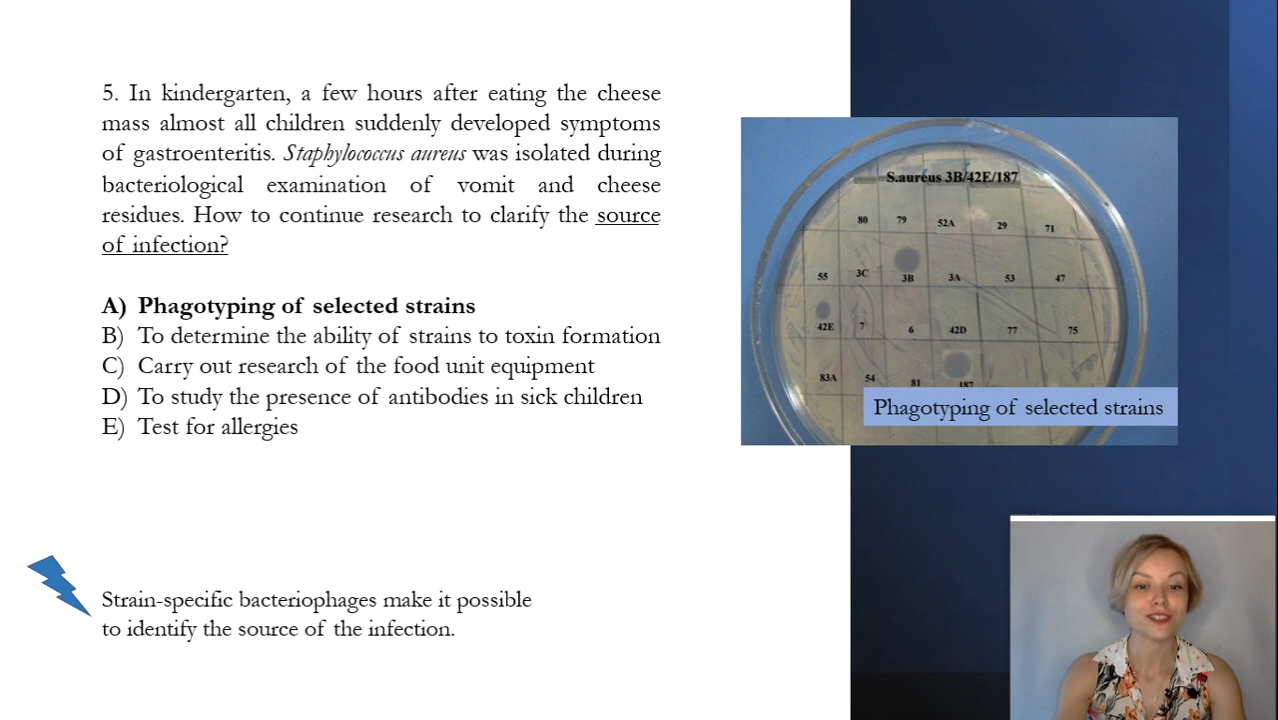 5. In kindergarten, a few hours after eating the cheese
mass almost all children suddenly developed symptoms
of gastroenteritis. Staphylococcus aureus was isolated during
bacteriological examination of vomit and cheese
residues. How to continue research to clarify the source
of infection?
A) Phagotyping of selected strains
B) To determine the ability of strains to toxin formation
C) Carry out research of the food unit equipment
D) To study the presence of antibodies in sick children
E) Test for allergies
Strain-specific bacteriophages make it possible
to identify the source of the infection.
S.aureus 3B/42E/187
80 79 52A 29 71
55 3C 3B 3A 53 47
42E 7 6 42D 77 75
83A 54 81 187
Phagotyping of selected strains